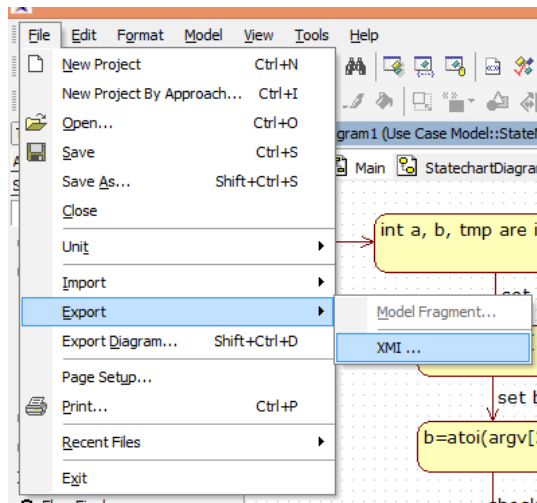 File Edit Format Model View Tools Help
New Project Ctrl+N
New Project By Approach... Ctrl+I
Open... Ctrl+O
Save Ctrl+S
Save As... Shift+Ctrl+S
Close
Unit
Import
Export
Export Diagram... Shift+Ctrl+D
Page Setup...
Print... Ctrl+P
Recent Files
Exit
Model Fragment...
XMI ...
gram1 (Use Case Model::State
Main StatechartDiagra
int a, b, tmp are i
set
set b
b=atoi(argv[